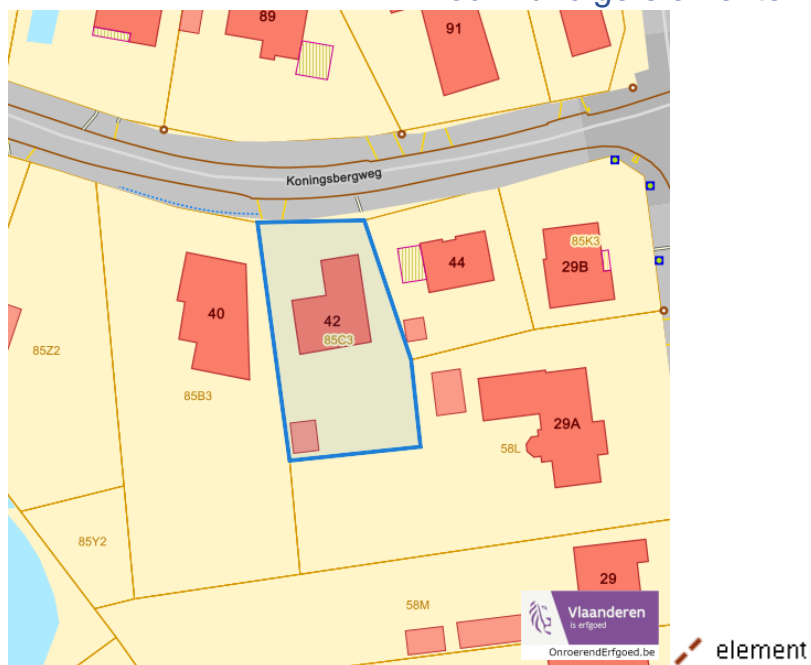 89
91
Koningsbergweg
85K3
44
29B
40
42
85C3
85Z2
85B3
29A
58L
85Y2
29
58M
Vlaanderen
is erfgoed
OnroerendErfgoed.be
element